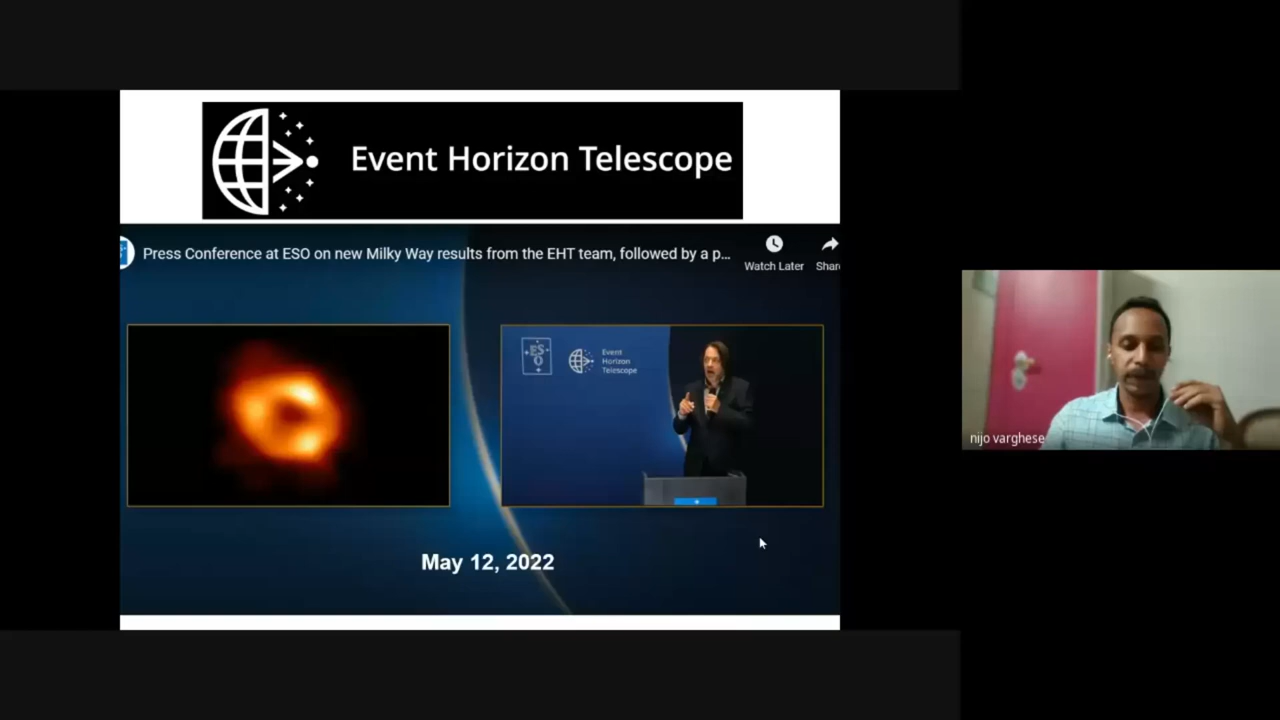 Event Horizon Telescope
Press Conference at ESO on new Milky Way results from the EHT team, followed by a p...
Watch Later
Shar
ES
O
Event
Horizon
Telescope
May 12, 2022
nijo varghese